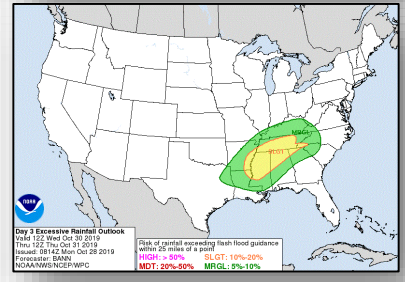 MRGL
SLGT
NOAA
Day 3 Excessive Rainfall Outlook
Valid 12Z Wed Oct 30 2019
Thru 12Z Thu Oct 31 2019
Issued: 0814Z Mon Oct 28 2019
Forecaster: BANN
NOAA/NWS/NCEP/WPC
Risk of rainfall exceeding flash flood guidance
within 25 miles of a point
HIGH: > 50% SLGT: 10%-20%
MDT: 20%-50% MRGL: 5%-10%